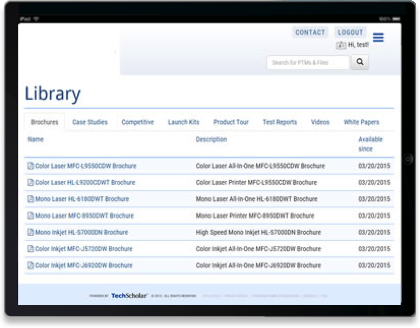 iPad
100%
CONTACT LOGOUT
Hi, test!
Search for PTMs & Files
Library
Brochures Case Studies Competitive Launch Kits Product Tour Test Reports Videos White Papers
Name Description Available since
Color Laser MFC-L9550CDW Brochure Color Laser All-In-One MFC-L9550CDW Brochure 03/20/2015
Color Laser HL-L9200CDWT Brochure Color Laser Printer MFC-L9550CDW Brochure 03/20/2015
Mono Laser HL-6180DWT Brochure Mono Laser All-In-One HL-6180DWT Brochure 03/20/2015
Mono Laser MFC-8950DWT Brochure Mono Laser Printer MFC-8950DWT Brochure 03/20/2015
Mono Inkjet HL-S7000DN Brochure High Speed Mono Inkjet HL-S7000DN Brochure 03/20/2015
Color Inkjet MFC-J5720DW Brochure Color Inkjet All-In-One MFC-J5720DW Brochure 03/20/2015
Color Inkjet MFC-J6920DW Brochure Color Inkjet All-In-One MFC-J6920DW Brochure 03/20/2015
POWERED BY TechScholar © 2015 ALL RIGHTS RESERVED